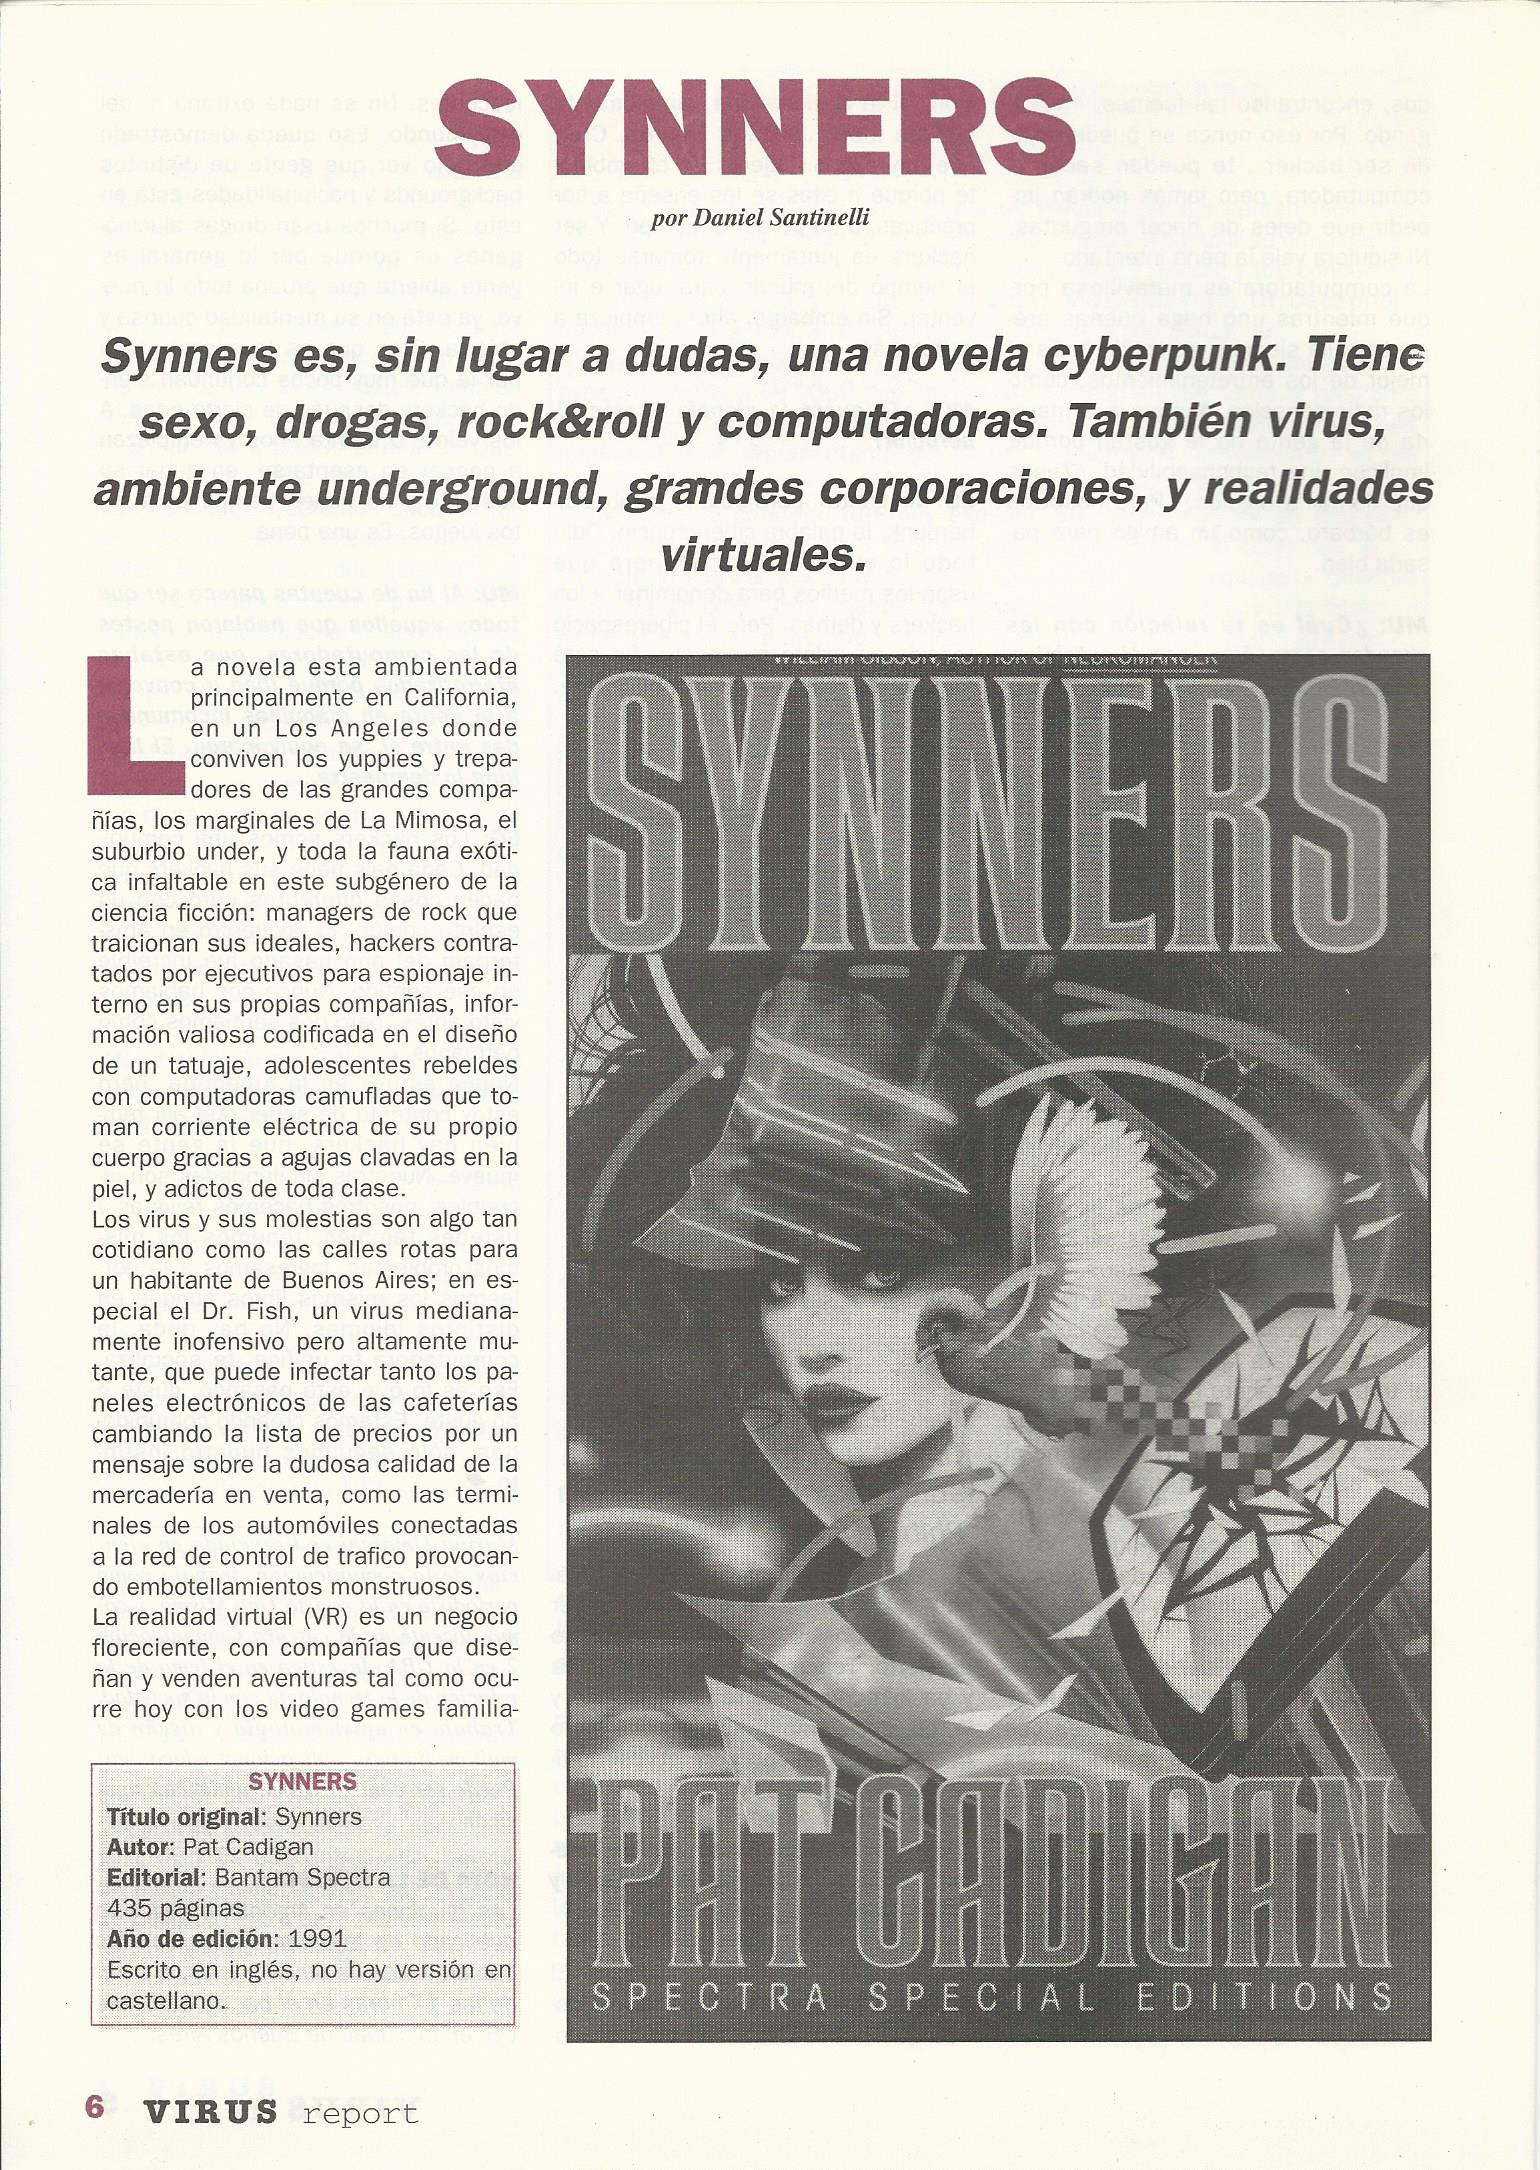 SYNNERS
por Daniel Santinelli
Synners es, sin lugar a dudas, una novela cyberpunk. Tiene
sexo, drogas, rock&roll y computadoras. También virus,
ambiente underground, grandes corporaciones, y realidades
virtuales.
La novela esta ambientada
principalmente en California,
en un Los Angeles donde
conviven los yuppies y trepa-
dores de las grandes compa-
ñías, los marginales de La Mimosa, el
suburbio under, y toda la fauna exóti-
ca infaltable en este subgénero de la
ciencia ficción: managers de rock que
traicionan sus ideales, hackers contra-
tados por ejecutivos para espionaje in-
terno en sus propias compañías, infor-
mación valiosa codificada en el diseño
de un tatuaje, adolescentes rebeldes
con computadoras camufladas que to-
man corriente eléctrica de su propio
cuerpo gracias a agujas clavadas en la
piel, y adictos de toda clase.
Los virus y sus molestias son algo tan
cotidiano como las calles rotas para
un habitante de Buenos Aires; en es-
pecial el Dr. Fish, un virus mediana-
mente inofensivo pero altamente mu-
tante, que puede infectar tanto los pa-
neles electrónicos de las cafeterías
cambiando la lista de precios por un
mensaje sobre la dudosa calidad de la
mercadería en venta, como las termi-
nales de los automóviles conectadas
a la red de control de trafico provocan-
do embotellamientos monstruosos.
La realidad virtual (VR) es un negocio
floreciente, con compañías que dise-
ñan y venden aventuras tal como ocu-
rre hoy con los video games familia-
SYNNERS
Título original: Synners
Autor: Pat Cadigan
Editorial: Bantam Spectra
435 páginas
Año de edición: 1991
Escrito en inglés, no hay versión en
castellano.
WILLIAM GIBSON, AUTHOR OF NEUROMANCER
SYNNERS
PAT CADIGAN
SPECTRA SPECIAL EDITIONS
6 VIRUS report